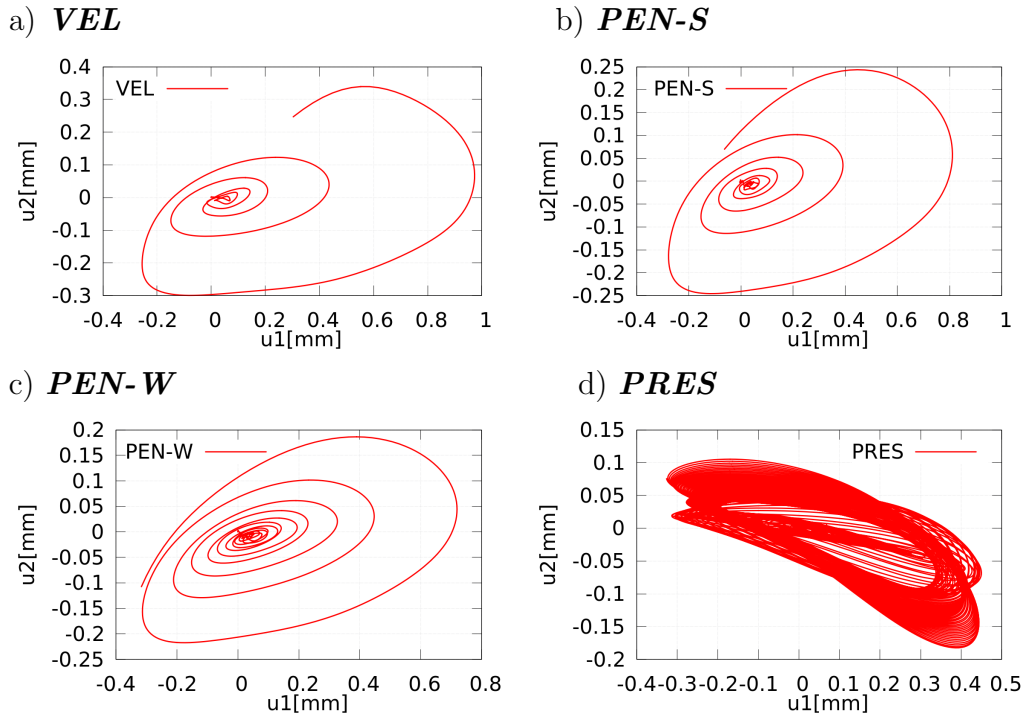 a) VEL
b) PEN-S
0.4
0.3
0.2
0.1
0
-0.1
-0.2
-0.3
u2[mm]
VEL
-0.4 -0.2 0 0.2 0.4 0.6 0.8 1
u1[mm]
0.25
0.2
0.15
0.1
0.05
0
-0.05
-0.1
-0.15
-0.2
-0.25
u2[mm]
PEN-S
-0.4 -0.2 0 0.2 0.4 0.6 0.8 1
u1[mm]
c) PEN-W
d) PRES
0.2
0.15
0.1
0.05
0
-0.05
-0.1
-0.15
-0.2
-0.25
u2[mm]
PEN-W
-0.4 -0.2 0 0.2 0.4 0.6 0.8
u1[mm]
0.15
0.1
0.05
0
-0.05
-0.1
-0.15
-0.2
u2[mm]
PRES
-0.4 -0.3 -0.2 -0.1 0 0.1 0.2 0.3 0.4 0.5
u1[mm]